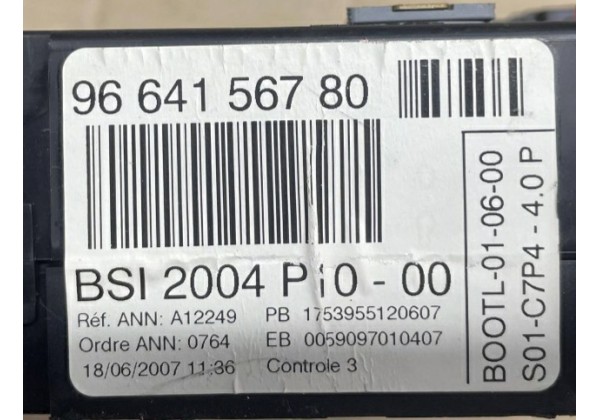 96 641 567 80
BSI 2004 P10 - 00
Réf. ANN: A12249 PB 1753955120607
Ordre ANN: 0764 EB 0059097010407
18/06/2007 11:36 Controle 3
BOOTL-01-06-00
S01-C7P4 - 4.0 P